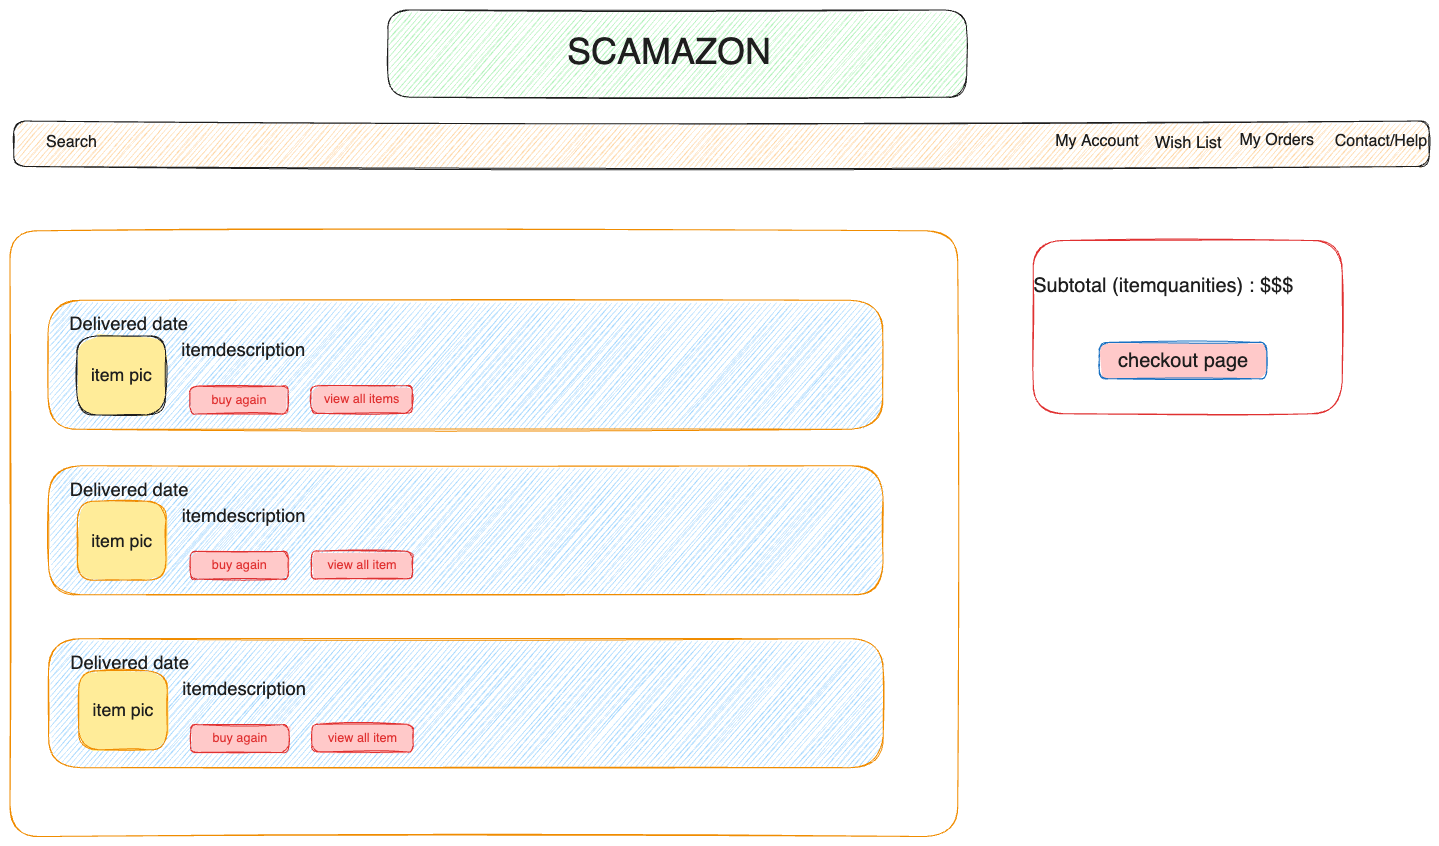 SCAMAZON
Search
My Account
Wish List
My Orders
Contact/Help
Delivered date
item pic
itemdescription
buy again
view all items
Delivered date
item pic
itemdescription
buy again
view all item
Delivered date
item pic
itemdescription
buy again
view all item
Subtotal (itemquanities) : $$$
checkout page